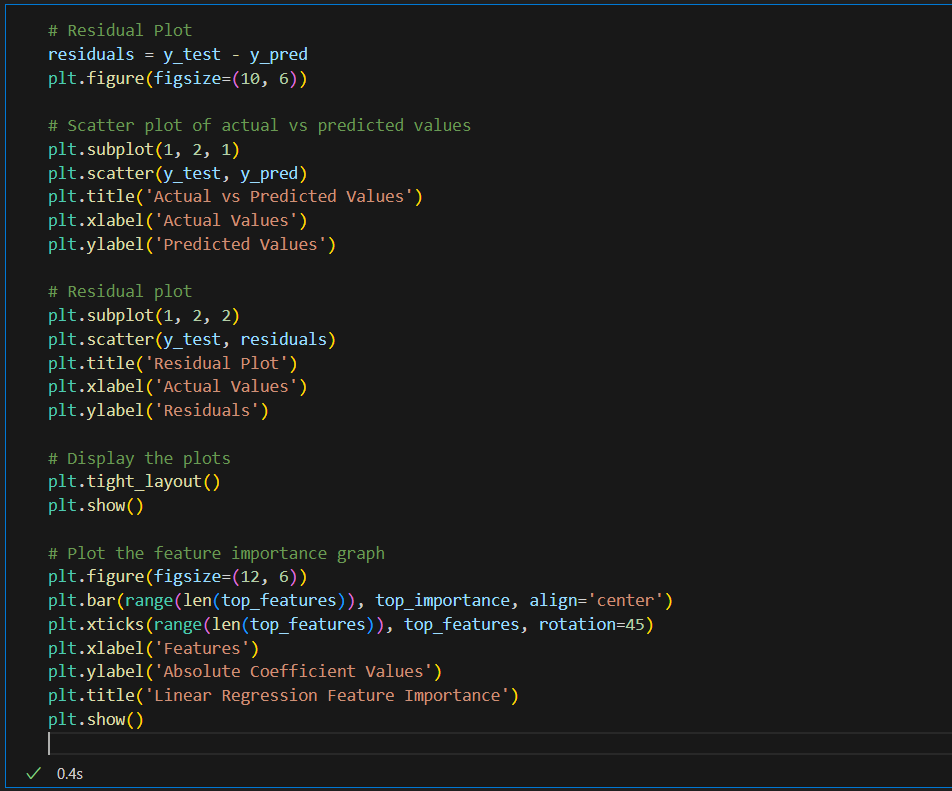 # Residual Plot
residuals = y_test - y_pred
plt.figure(figsize=(10, 6))
# Scatter plot of actual vs predicted values
plt.subplot(1, 2, 1)
plt.scatter(y_test, y_pred)
plt.title('Actual vs Predicted Values')
plt.xlabel('Actual Values')
plt.ylabel('Predicted Values')
# Residual plot
plt.subplot(1, 2, 2)
plt.scatter(y_test, residuals)
plt.title('Residual Plot')
plt.xlabel('Actual Values')
plt.ylabel('Residuals')
# Display the plots
plt.tight_layout()
plt.show()
# Plot the feature importance graph
plt.figure(figsize=(12, 6))
plt.bar(range(len(top_features)), top_importance, align='center')
plt.xticks(range(len(top_features)), top_features, rotation=45)
plt.xlabel('Features')
plt.ylabel('Absolute Coefficient Values')
plt.title('Linear Regression Feature Importance')
plt.show()
0.4s